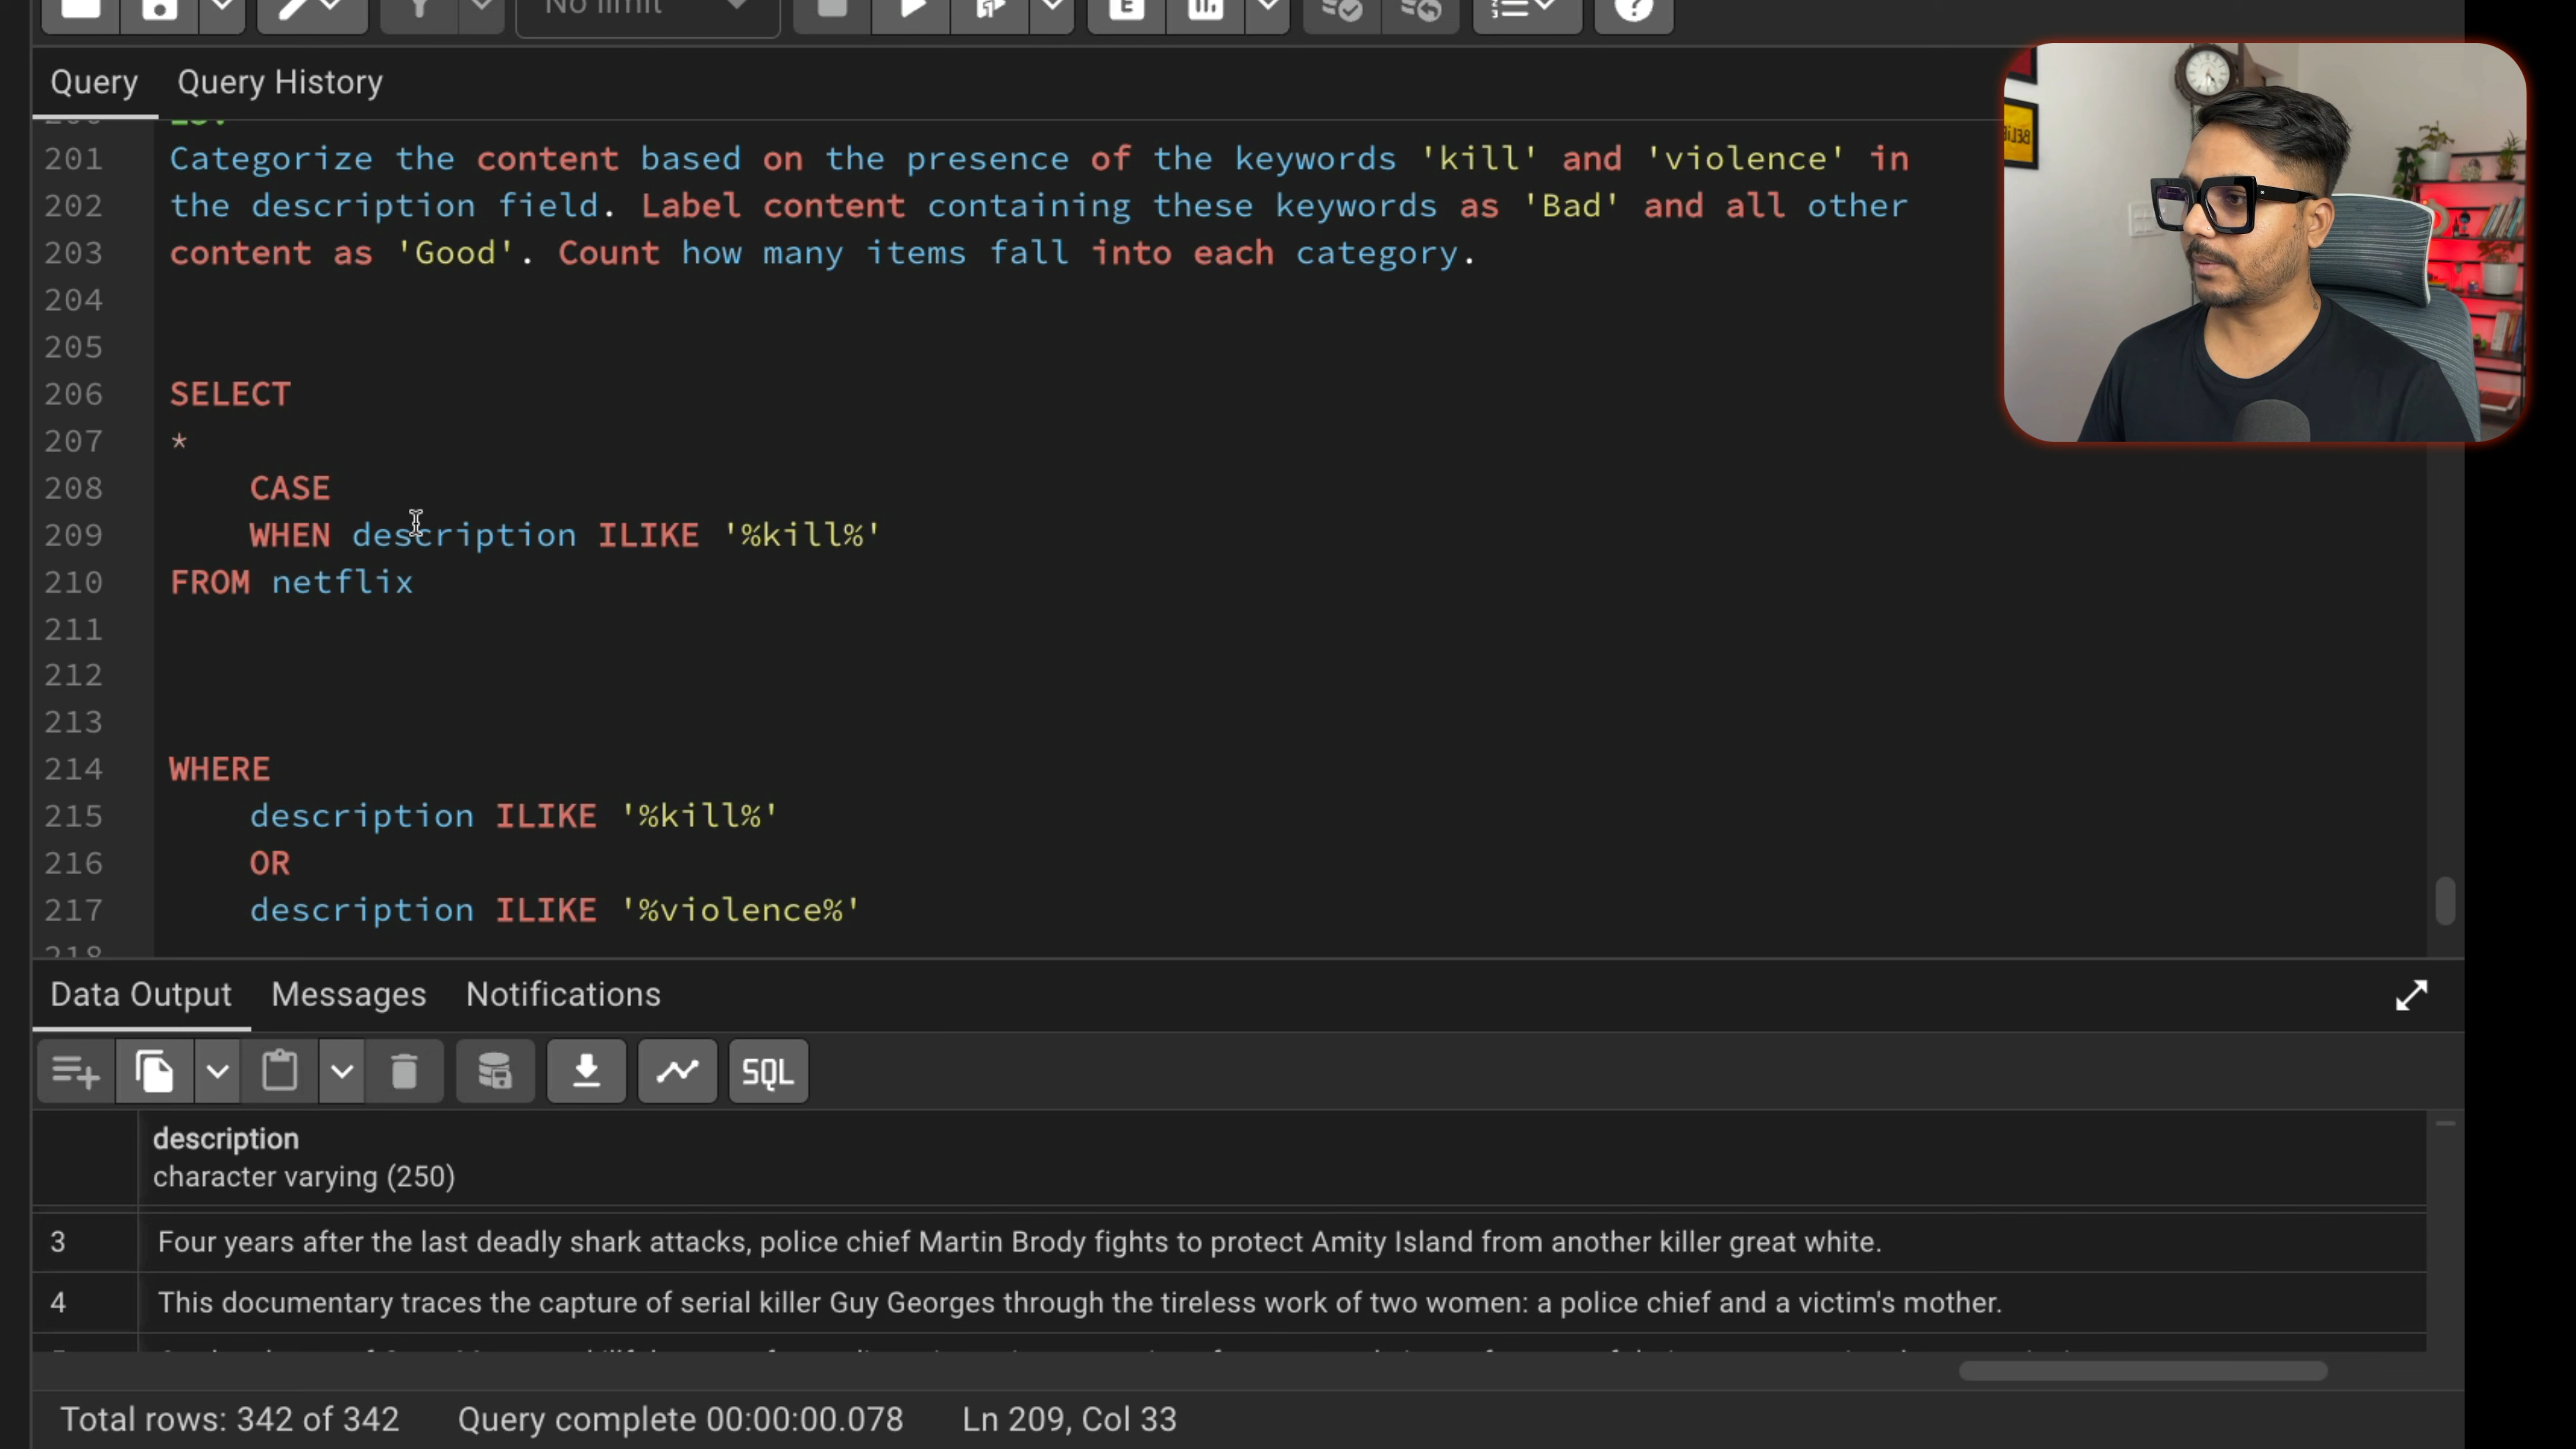 No limit
Query Query History
201 Categorize the content based on the presence of the keywords 'kill' and 'violence' in
202 the description field. Label content containing these keywords as 'Bad' and all other
203 content as 'Good'. Count how many items fall into each category.
204
205
206 SELECT
207 *
208 CASE
209 WHEN description ILIKE '%kill%'
210 FROM netflix
211
212
213
214 WHERE
215 description ILIKE '%kill%'
216 OR
217 description ILIKE '%violence%'
218
Data Output Messages Notifications
SQL
description
character varying (250)
3 Four years after the last deadly shark attacks, police chief Martin Brody fights to protect Amity Island from another killer great white.
4 This documentary traces the capture of serial killer Guy Georges through the tireless work of two women: a police chief and a victim's mother.
Total rows: 342 of 342 Query complete 00:00:00.078 Ln 209, Col 33